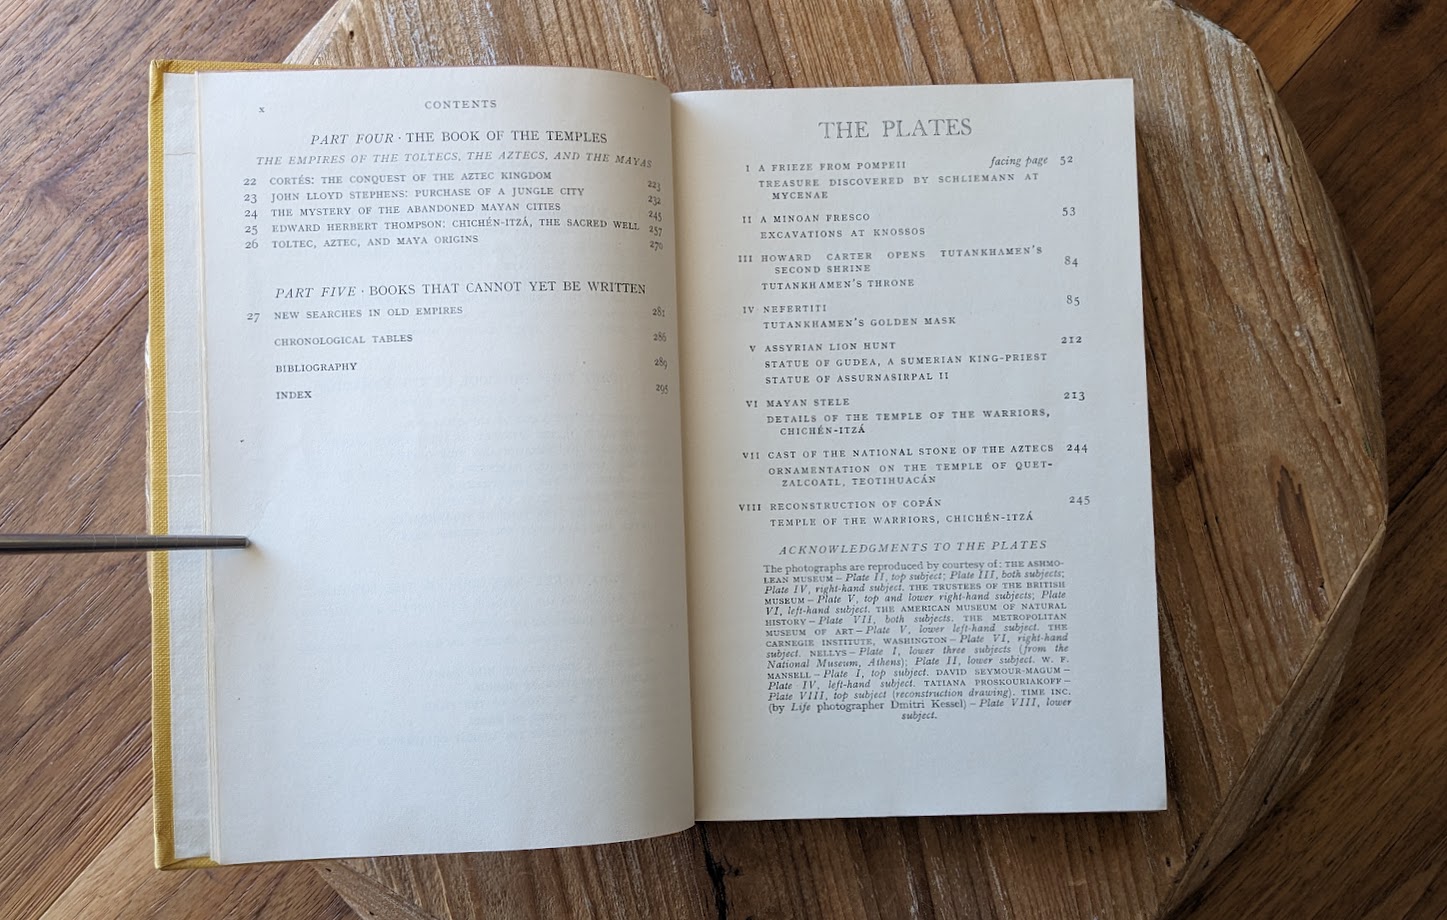 x CONTENTS
PART FOUR · THE BOOK OF THE TEMPLES
THE EMPIRES OF THE TOLTECS, THE AZTECS, AND THE MAYAS
22 CORTÉS: THE CONQUEST OF THE AZTEC KINGDOM 223
23 JOHN LLOYD STEPHENS: PURCHASE OF A JUNGLE CITY 232
24 THE MYSTERY OF THE ABANDONED MAYAN CITIES 245
25 EDWARD HERBERT THOMPSON: CHICHÉN-ITZÁ, THE SACRED WELL 257
26 TOLTEC, AZTEC, AND MAYA ORIGINS 270
PART FIVE · BOOKS THAT CANNOT YET BE WRITTEN
27 NEW SEARCHES IN OLD EMPIRES 281
CHRONOLOGICAL TABLES 286
BIBLIOGRAPHY 289
INDEX 295
THE PLATES
I A FRIEZE FROM POMPEII facing page 52
TREASURE DISCOVERED BY SCHLIEMANN AT
MYCENAE
II A MINOAN FRESCO 53
EXCAVATIONS AT KNOSSOS
III HOWARD CARTER OPENS TUTANKHAMEN'S
SECOND SHRINE 84
TUTANKHAMEN'S THRONE
IV NEFERTITI 85
TUTANKHAMEN'S GOLDEN MASK
V ASSYRIAN LION HUNT 212
STATUE OF GUDEA, A SUMERIAN KING-PRIEST
STATUE OF ASSURNASIRPAL II
VI MAYAN STELE 213
DETAILS OF THE TEMPLE OF THE WARRIORS,
CHICHÉN-ITZÁ
VII CAST OF THE NATIONAL STONE OF THE AZTECS 244
ORNAMENTATION ON THE TEMPLE OF QUET-
ZALCOATL, TEOTIHUACÁN
VIII RECONSTRUCTION OF COPÁN 245
TEMPLE OF THE WARRIORS, CHICHÉN-ITZÁ
ACKNOWLEDGMENTS TO THE PLATES
The photographs are reproduced by courtesy of: THE ASHMO-
LEAN MUSEUM – Plate II, top subject; Plate III, both subjects;
Plate IV, right-hand subject. THE TRUSTEES OF THE BRITISH
MUSEUM – Plate V, top and lower right-hand subjects; Plate
VI, left-hand subject. THE AMERICAN MUSEUM OF NATURAL
HISTORY – Plate VII, both subjects. THE METROPOLITAN
MUSEUM OF ART – Plate V, lower left-hand subject. THE
CARNEGIE INSTITUTE, WASHINGTON – Plate VI, right-hand
subject. NELLYS – Plate I, lower three subjects (from the
National Museum, Athens); Plate II, lower subject. W. F.
MANSELL – Plate I, top subject. DAVID SEYMOUR-MAGUM –
Plate IV, left-hand subject. TATIANA PROSKOURIAKOFF –
Plate VIII, top subject (reconstruction drawing). TIME INC.
(by Life photographer Dmitri Kessel) – Plate VIII, lower
subject.